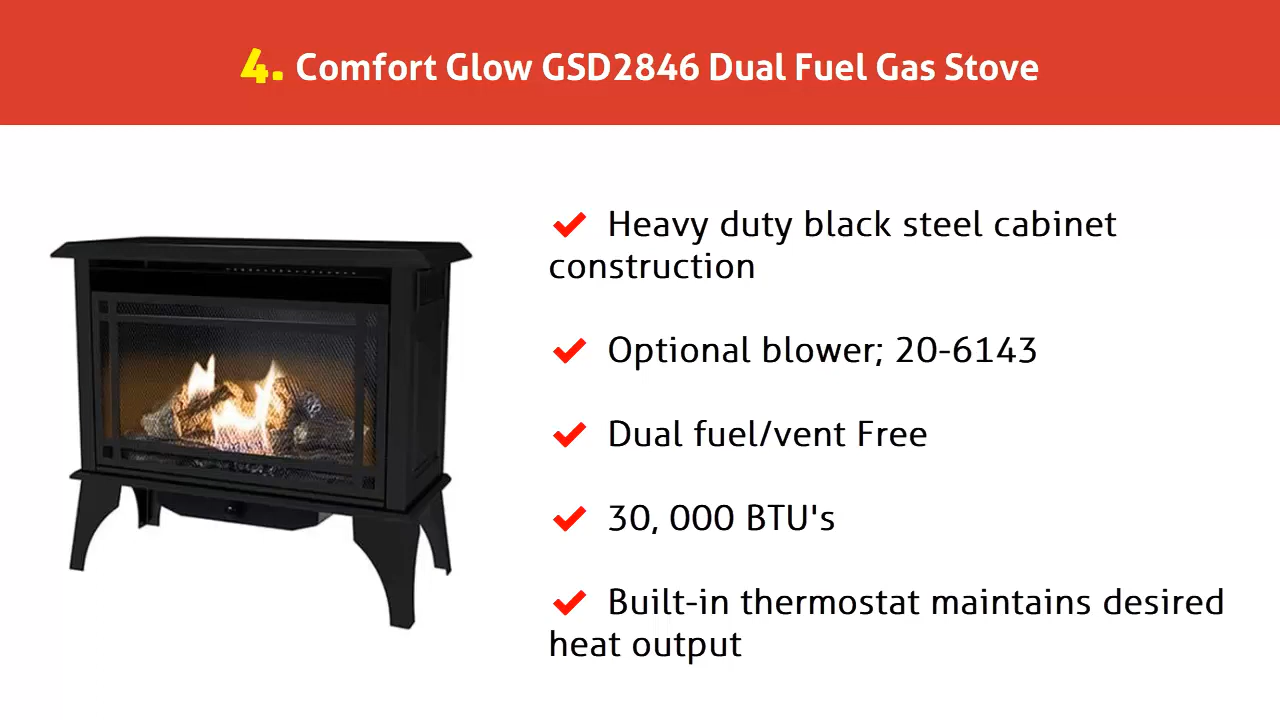 4. Comfort Glow GSD2846 Dual Fuel Gas Stove
Heavy duty black steel cabinet
construction
Optional blower; 20-6143
Dual fuel/vent Free
30, 000 BTU's
Built-in thermostat maintains desired
heat output